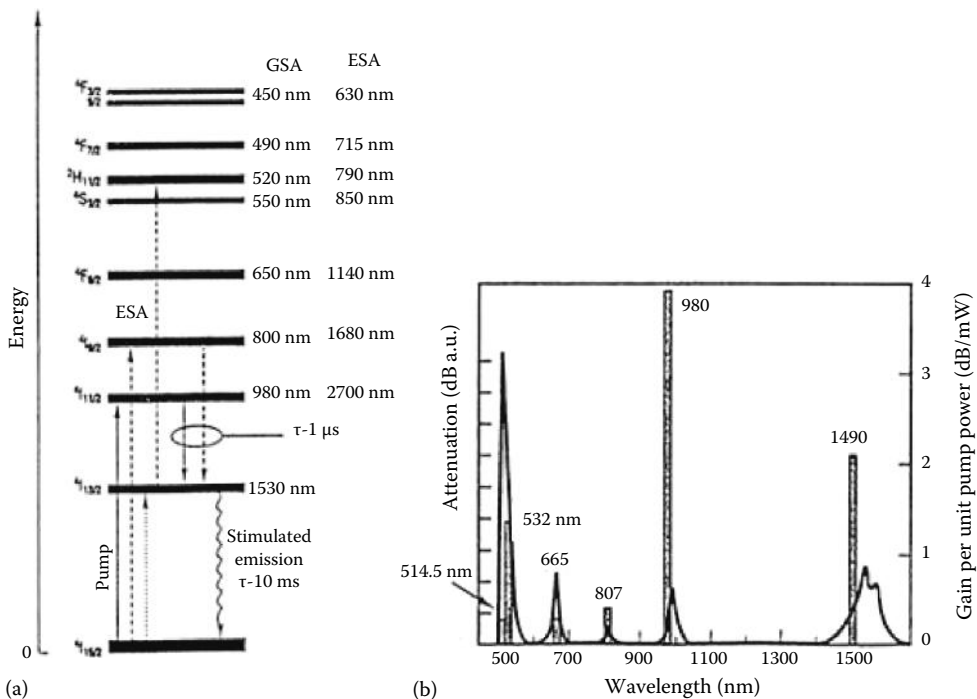 GSA ESA
450 nm 630 nm
490 nm 715 nm
520 nm 790 nm
550 nm 850 nm
650 nm 1140 nm
ESA
800 nm 1680 nm
980 nm 2700 nm
τ-1 μs
1530 nm
Stimulated
emission
τ-10 ms
Pump
Energy
0
(a)
Attenuation (dB a.u.)
Gain per unit pump power (dB/mW)
4
3
2
1
0
980
1490
532 nm
665
807
514.5 nm
500 700 900 1100 1300 1500
Wavelength (nm)
(b)